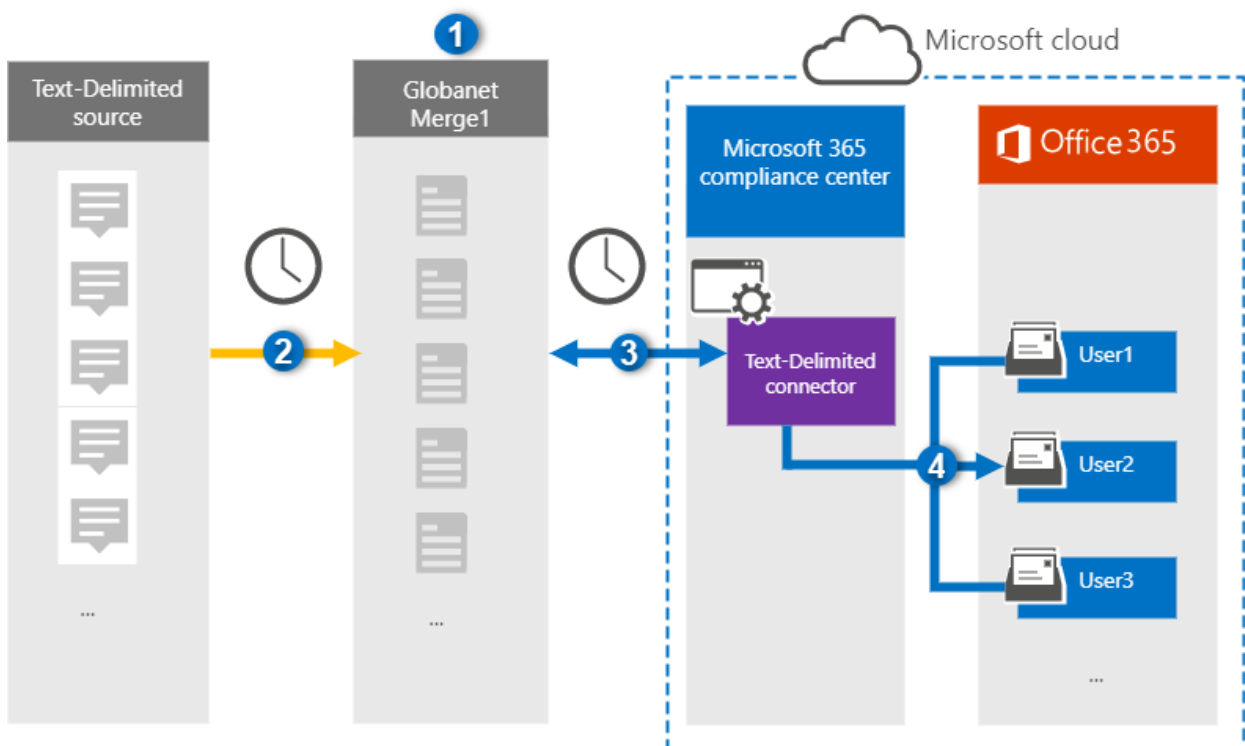 1
Microsoft cloud
Text-Delimited
source
Globanet
Merge1
Microsoft 365
compliance center
Office 365
2
3
Text-Delimited
connector
4
User1
User2
User3
...
...
...